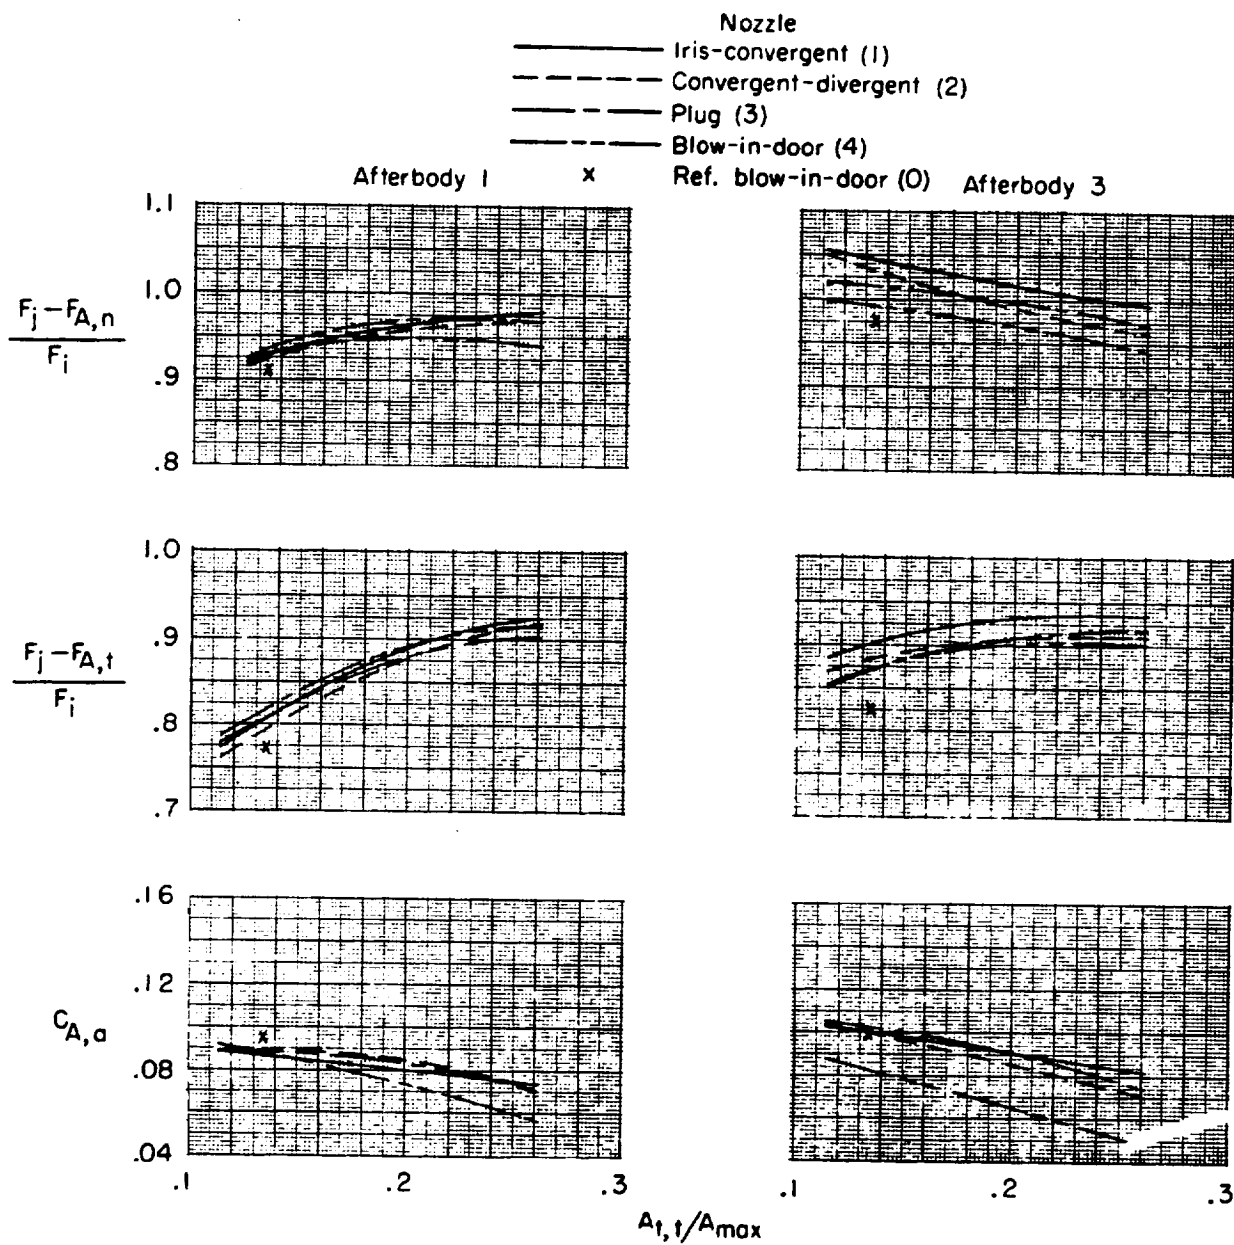 Nozzle
Iris-convergent (1)
Convergent-divergent (2)
Plug (3)
Blow-in-door (4)
Afterbody 1 x Ref. blow-in-door (0) Afterbody 3
1.1
1.0
.9
.8
Fj – FA,n
Fi
1.0
.9
.8
.7
Fj – FA,t
Fi
.16
.12
.08
.04
CA,a
.1 .2 .3 .1 .2 .3
At,t/Amax